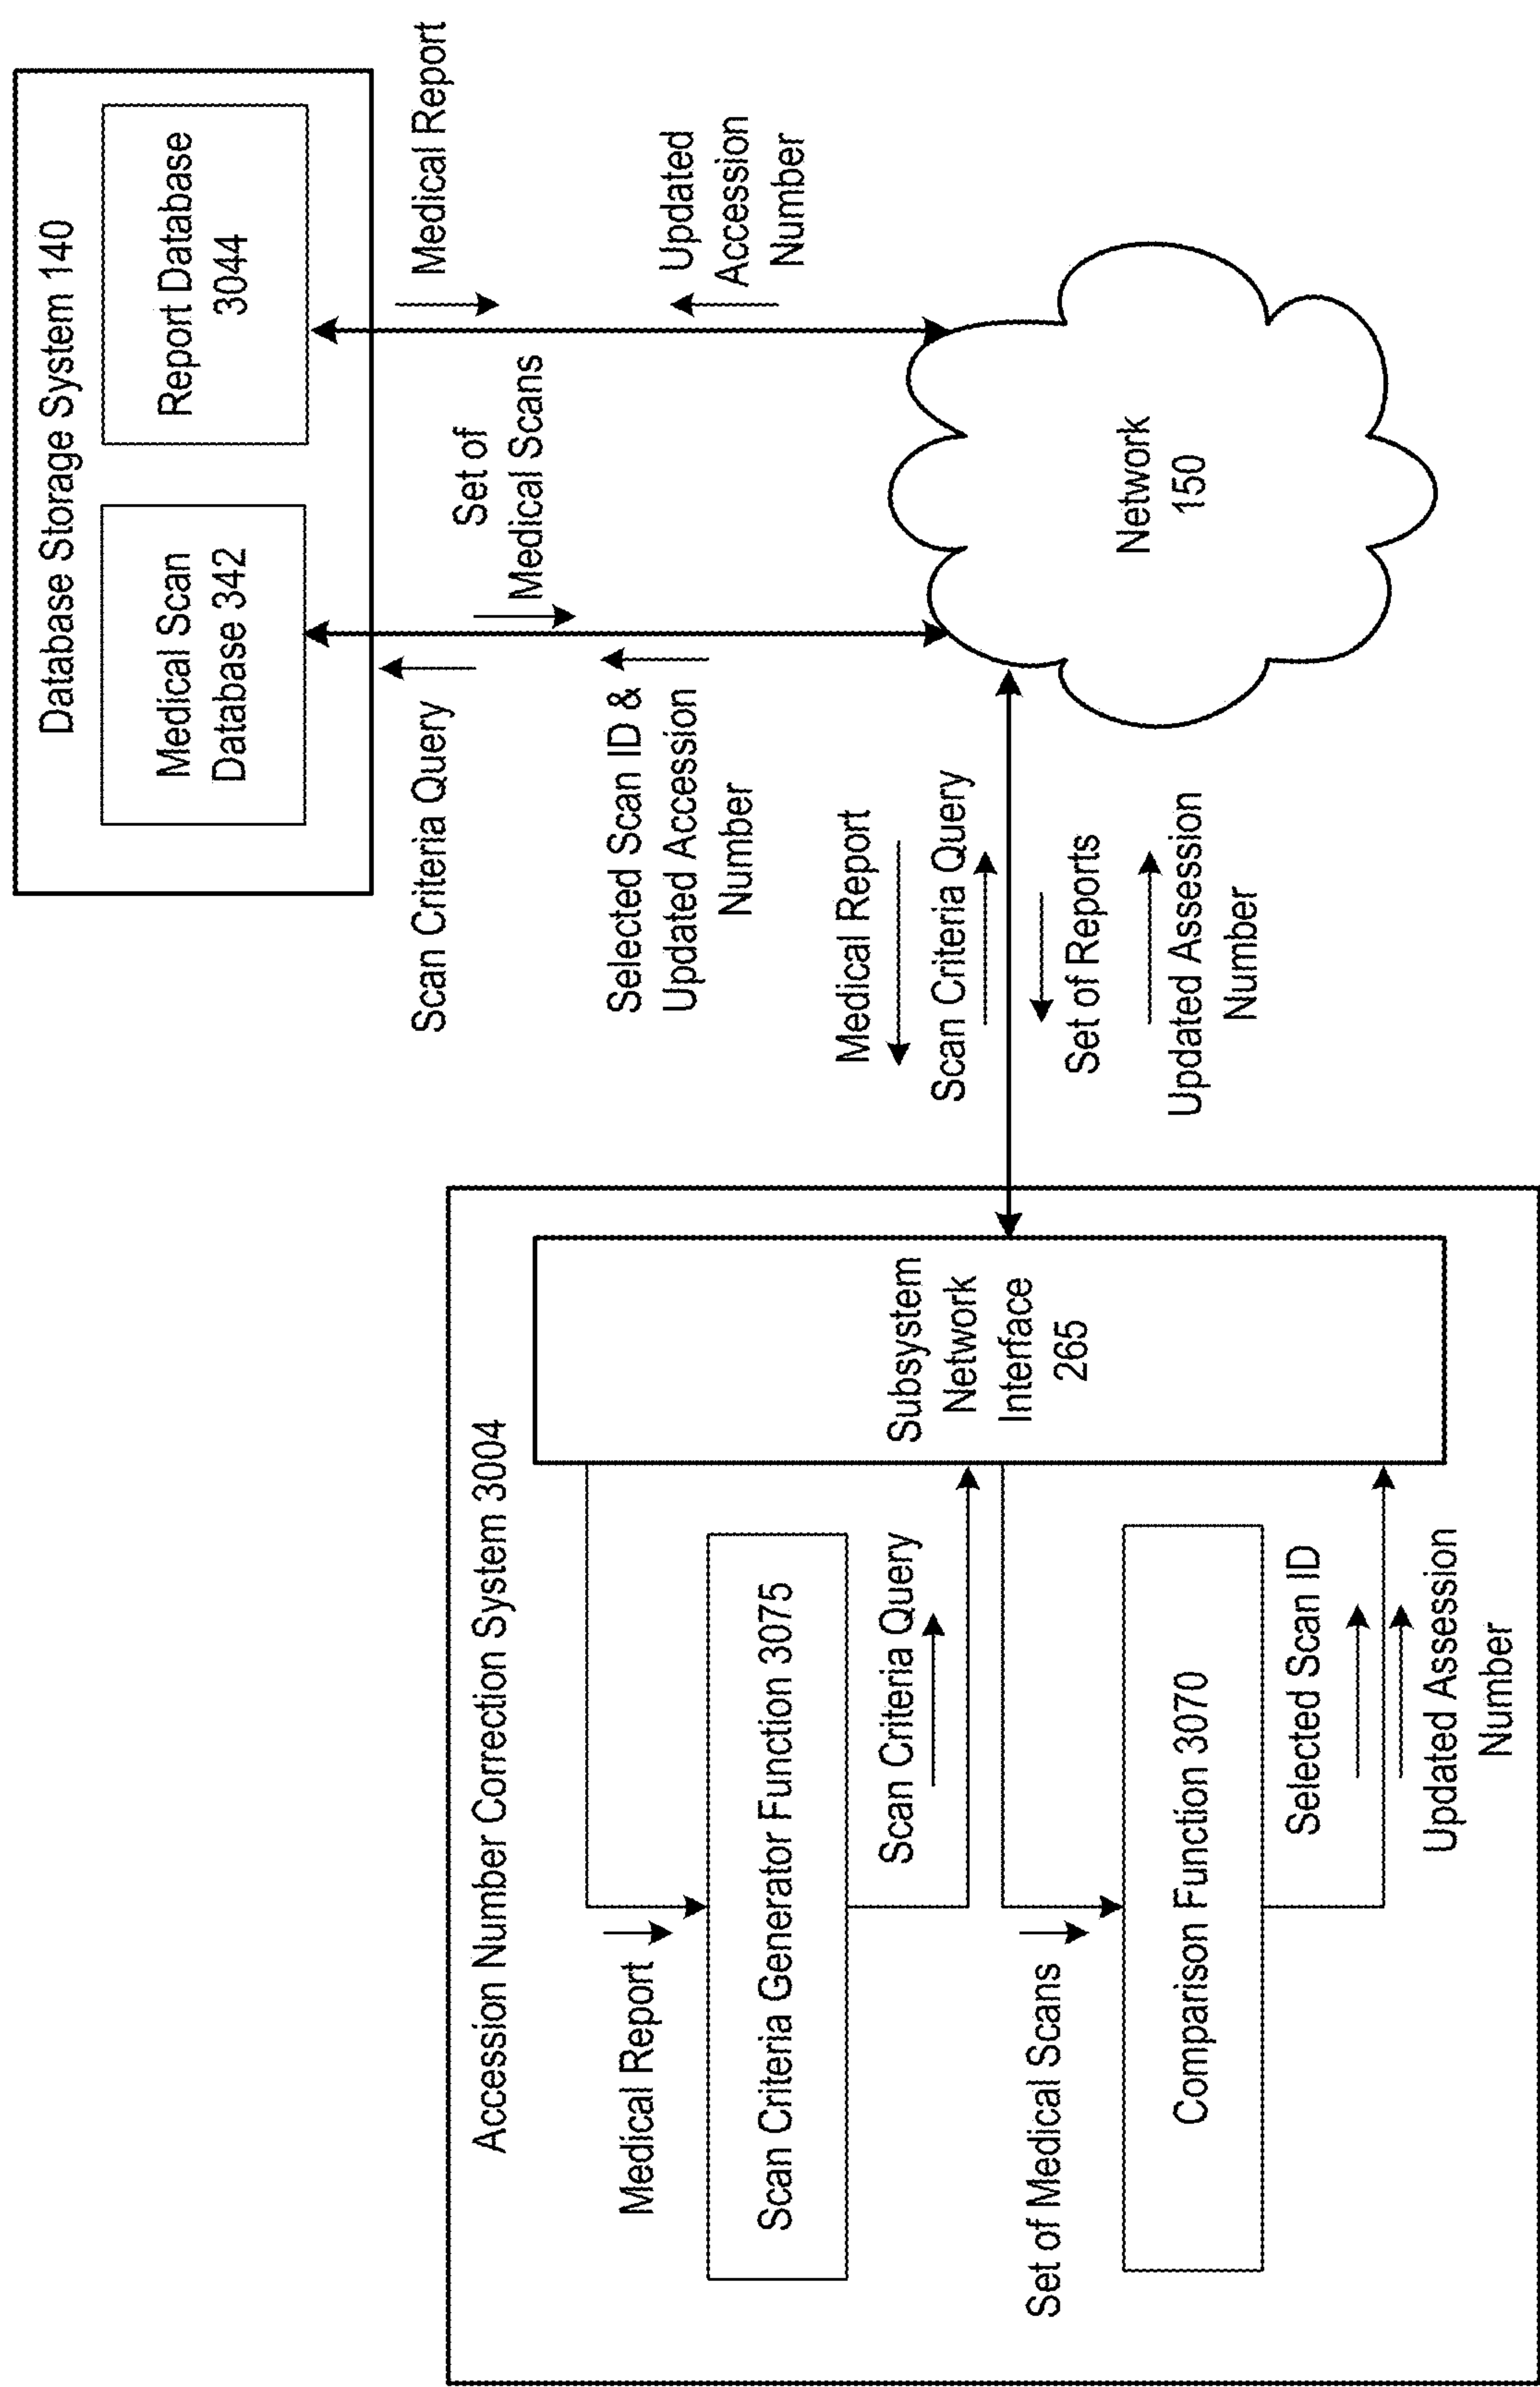 Database Storage System 140
Medical Scan
Database 342
Report Database
3044
Scan Criteria Query
Set of
Medical Scans
Medical Report
Selected Scan ID &
Updated Accession
Number
Updated
Accession
Number
Network
150
Medical Report
Scan Criteria Query
Set of Reports
Updated Assession
Number
Accession Number Correction System 3004
Subsystem
Network
Interface
265
Medical Report
Scan Criteria Generator Function 3075
Scan Criteria Query
Set of Medical Scans
Comparison Function 3070
Selected Scan ID
Updated Assession
Number